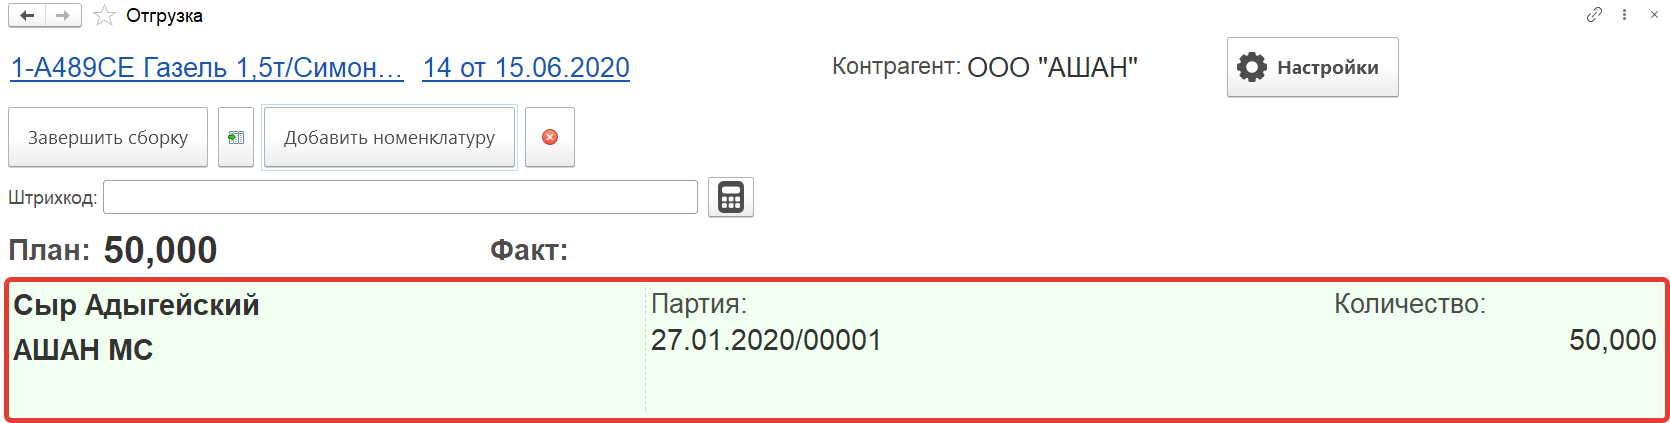 Отгрузка
1-А489СЕ Газель 1,5т/Симон... 14 от 15.06.2020 Контрагент: ООО "АШАН" Настройки
Завершить сборку Добавить номенклатуру
Штрихкод:
План: 50,000 Факт:
Сыр Адыгейский Партия: Количество:
АШАН МС 27.01.2020/00001 50,000